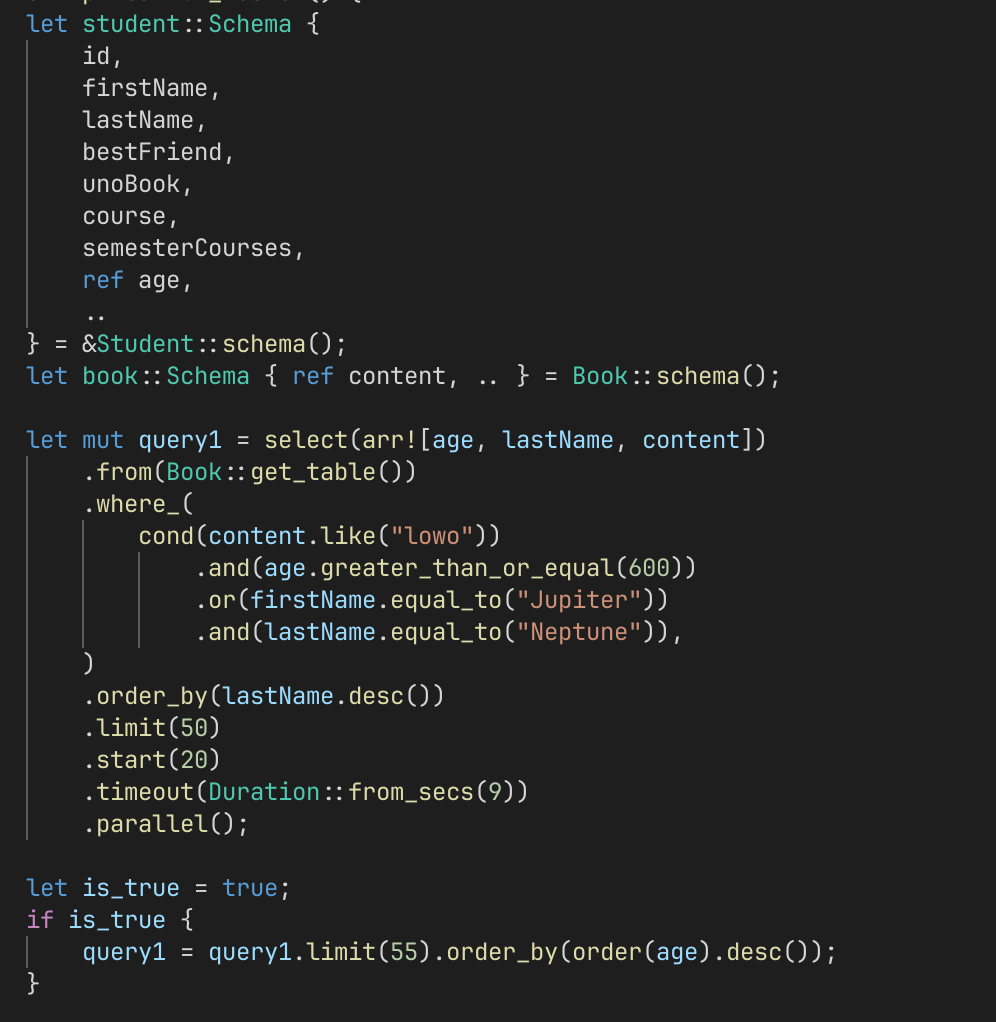 let student::Schema {
    id,
    firstName,
    lastName,
    bestFriend,
    unoBook,
    course,
    semesterCourses,
    ref age,
    ..
} = &Student::schema();
let book::Schema { ref content, .. } = Book::schema();

let mut query1 = select(arr![age, lastName, content])
    .from(Book::get_table())
    .where_(
        cond(content.like("lowo"))
            .and(age.greater_than_or_equal(600))
            .or(firstName.equal_to("Jupiter"))
            .and(lastName.equal_to("Neptune")),
    )
    .order_by(lastName.desc())
    .limit(50)
    .start(20)
    .timeout(Duration::from_secs(9))
    .parallel();

let is_true = true;
if is_true {
    query1 = query1.limit(55).order_by(order(age).desc());
}